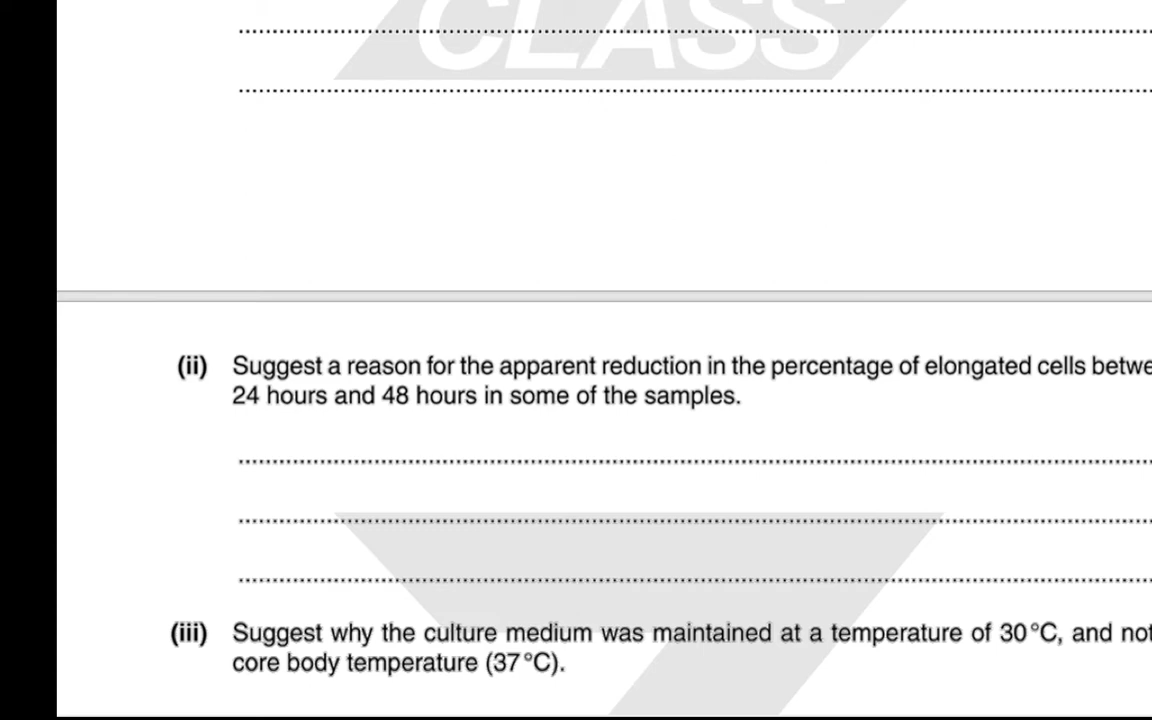 CLASS
(ii) Suggest a reason for the apparent reduction in the percentage of elongated cells betwe
24 hours and 48 hours in some of the samples.
(iii) Suggest why the culture medium was maintained at a temperature of 30 °C, and not
core body temperature (37 °C).